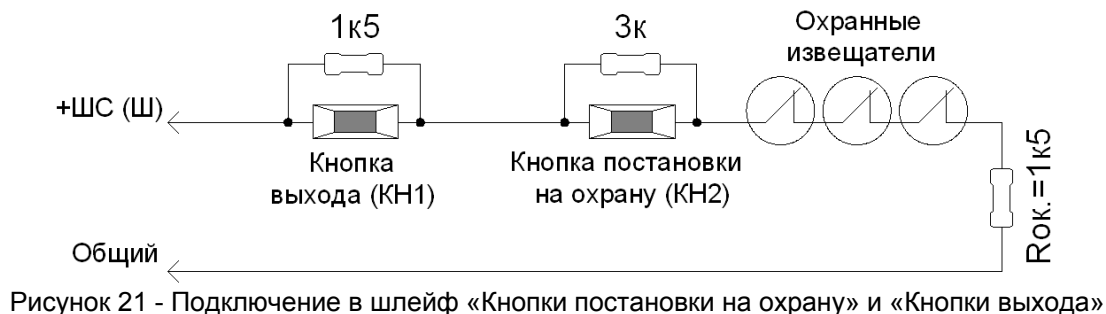 1к5
3к
Охранные
извещатели
+ШС (Ш)
Кнопка
выхода (КН1)
Кнопка постановки
на охрану (КН2)
Rок.=1к5
Общий
Рисунок 21 - Подключение в шлейф «Кнопки постановки на охрану» и «Кнопки выхода»